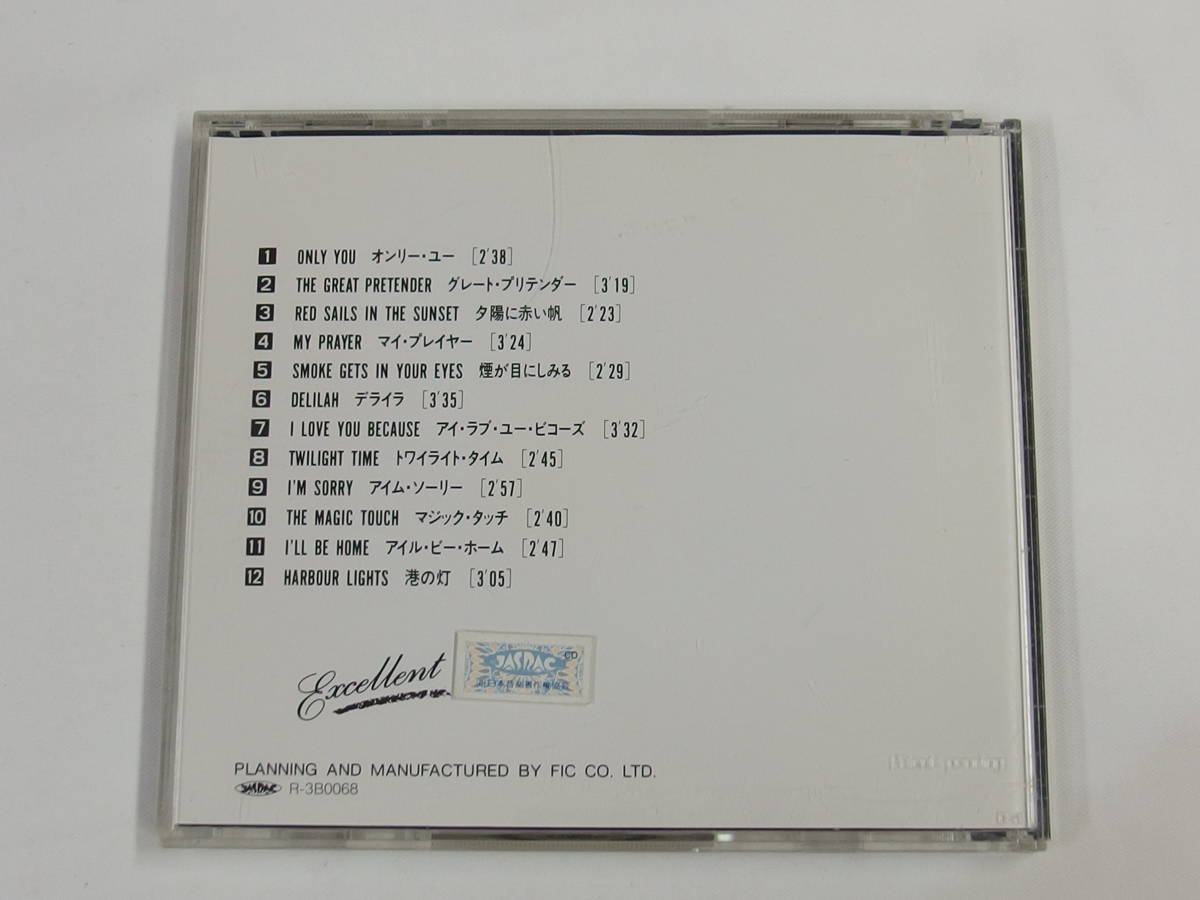 1 ONLY YOU オンリー・ユー [2'38]
2 THE GREAT PRETENDER グレート・プリテンダー [3'19]
3 RED SAILS IN THE SUNSET 夕陽に赤い帆 [2'23]
4 MY PRAYER マイ・プレイヤー [3'24]
5 SMOKE GETS IN YOUR EYES 煙が目にしみる [2'29]
6 DELILAH デライラ [3'35]
7 I LOVE YOU BECAUSE アイ・ラブ・ユー・ビコーズ [3'32]
8 TWILIGHT TIME トワイライト・タイム [2'45]
9 I'M SORRY アイム・ソーリー [2'57]
10 THE MAGIC TOUCH マジック・タッチ [2'40]
11 I'LL BE HOME アイル・ビー・ホーム [2'47]
12 HARBOUR LIGHTS 港の灯 [3'05]
Excellent
JASRAC CD
PLANNING AND MANUFACTURED BY FIC CO. LTD.
JASRAC R-3B0068